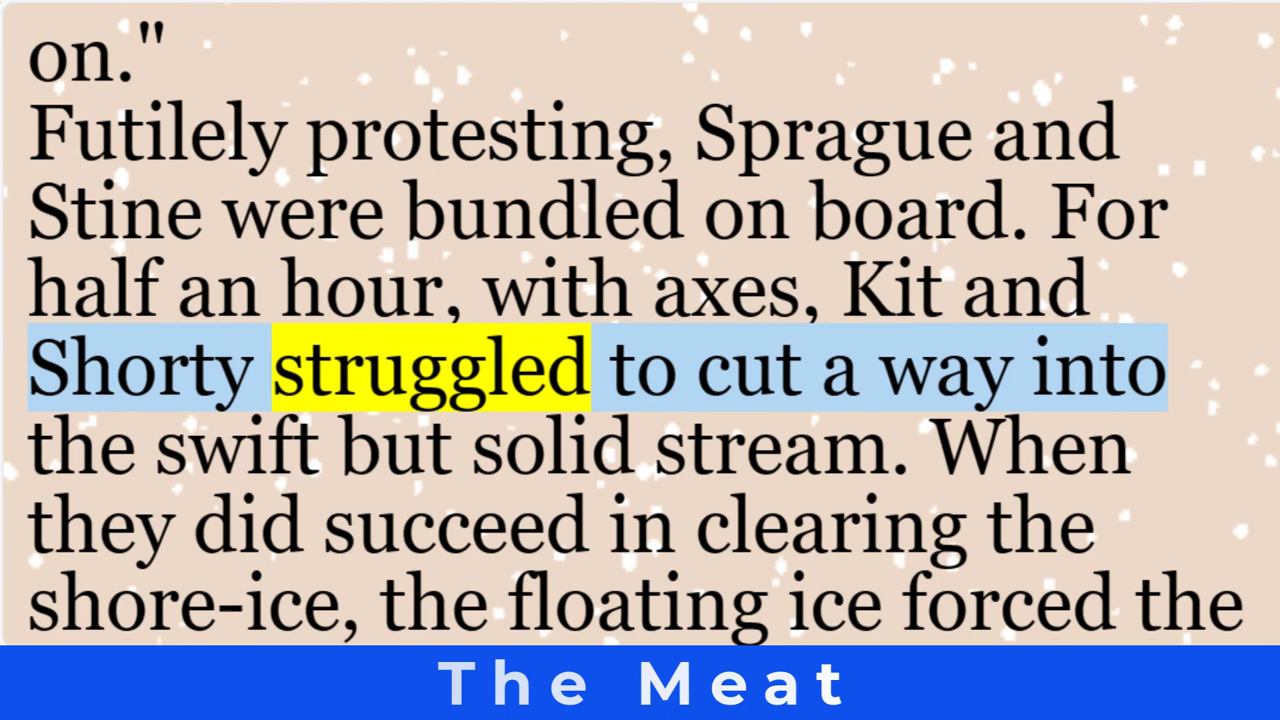 on."
Futilely protesting, Sprague and
Stine were bundled on board. For
half an hour, with axes, Kit and
Shorty struggled to cut a way into
the swift but solid stream. When
they did succeed in clearing the
shore-ice, the floating ice forced the
The Meat